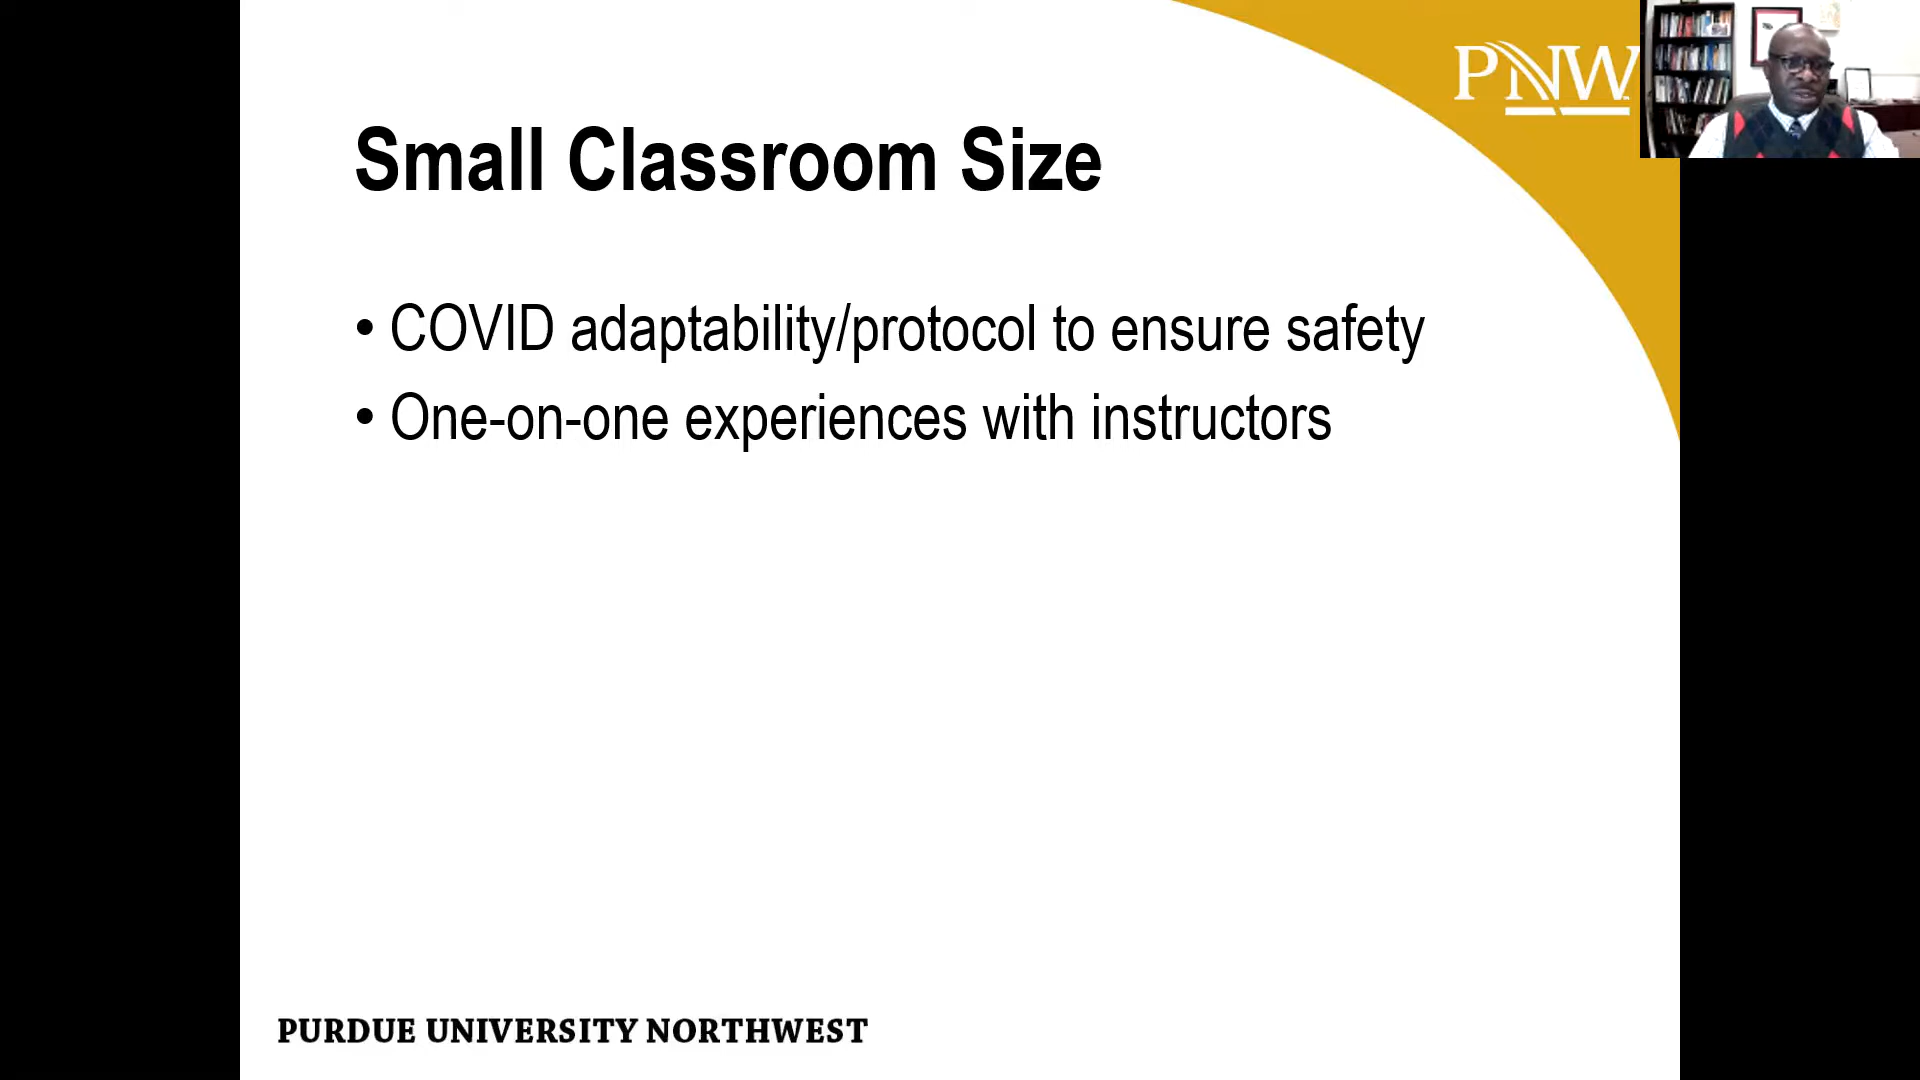 PNW
Small Classroom Size
• COVID adaptability/protocol to ensure safety
• One-on-one experiences with instructors
PURDUE UNIVERSITY NORTHWEST